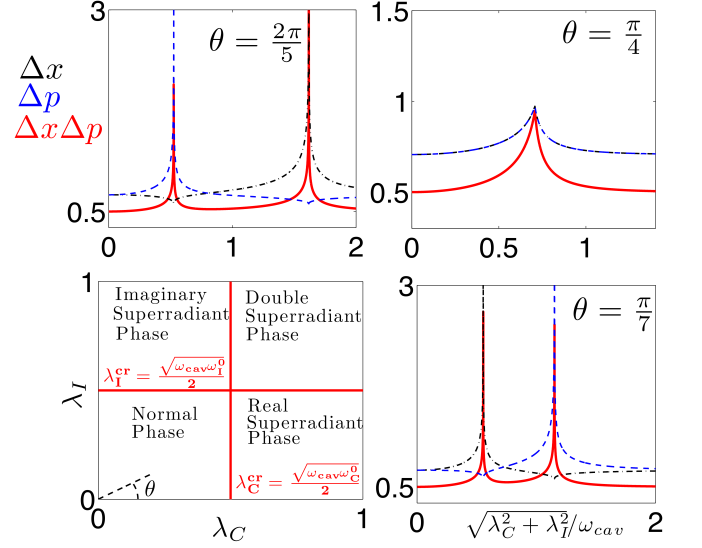 Δx
Δp
ΔxΔp
3
0.5
0
1
2
θ = 2π/5
1.5
1
0.5
0
0.5
1
θ = π/4
1
λ_I
0
0
1
λ_C
Imaginary
Superradiant
Phase
Double
Superradiant
Phase
λ_I^cr = √(ω_cav ω_I^0)/2
Normal
Phase
Real
Superradiant
Phase
λ_C^cr = √(ω_cav ω_C^0)/2
θ
3
0.5
0
2
θ = π/7
√(λ_C^2 + λ_I^2)/ω_cav